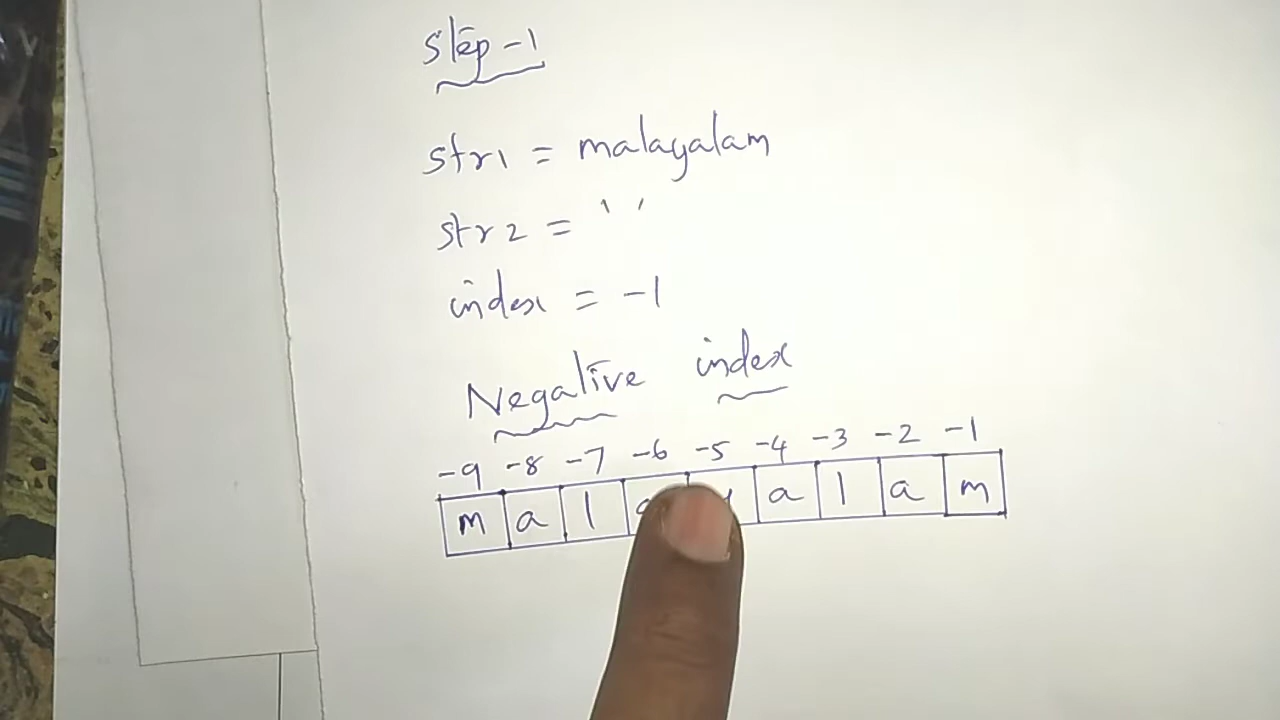 Step-1
str1 = malayalam
str2 = ' '
index = -1
Negative index
-9 -8 -7 -6 -5 -4 -3 -2 -1
m a l a y a l a m